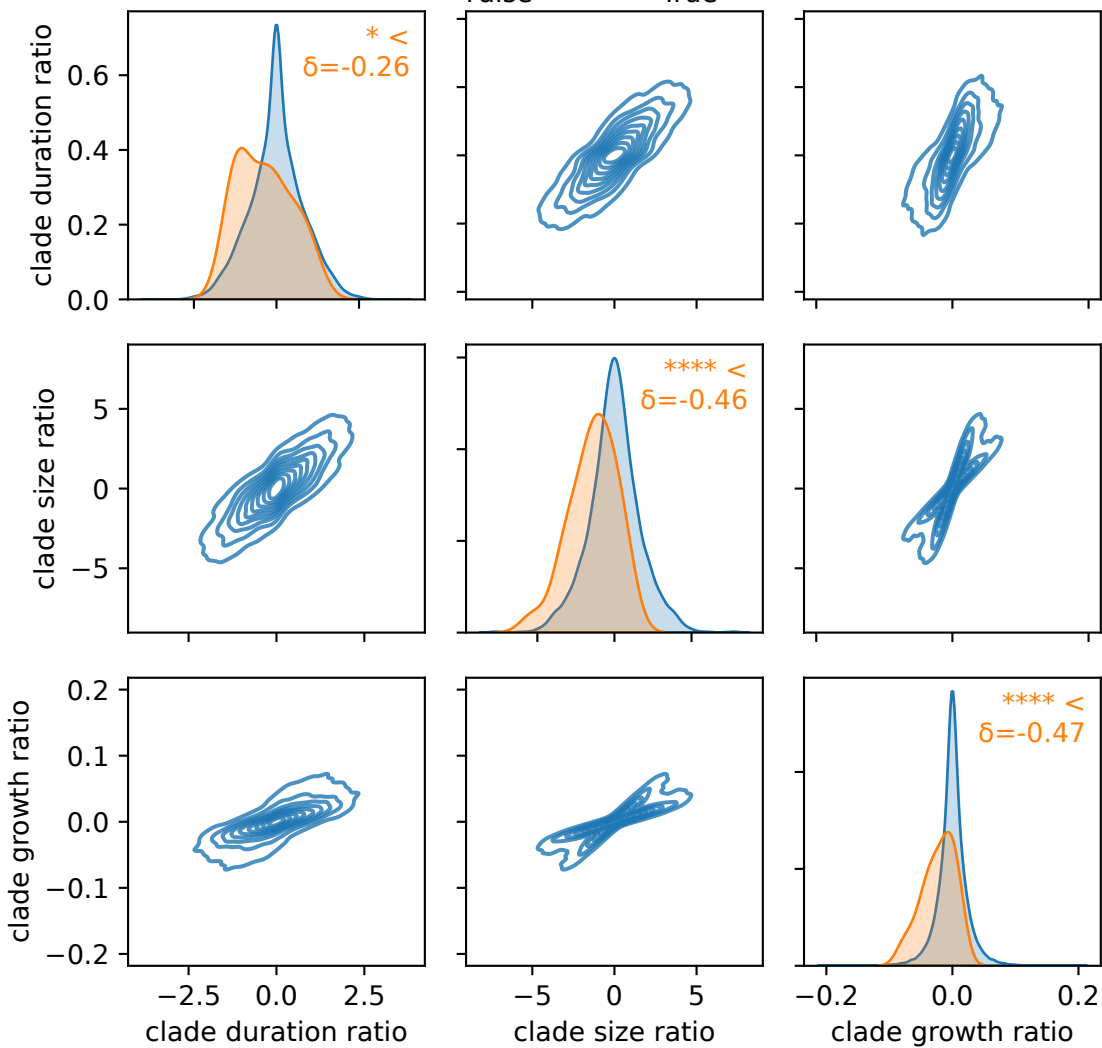 clade duration ratio
0.6
0.4
0.2
0.0
* <
δ=-0.26
clade size ratio
5
0
−5
**** <
δ=-0.46
clade growth ratio
0.2
0.1
0.0
−0.1
−0.2
**** <
δ=-0.47
−2.5
0.0
2.5
−5
0
5
−0.2
0.0
0.2
clade duration ratio
clade size ratio
clade growth ratio